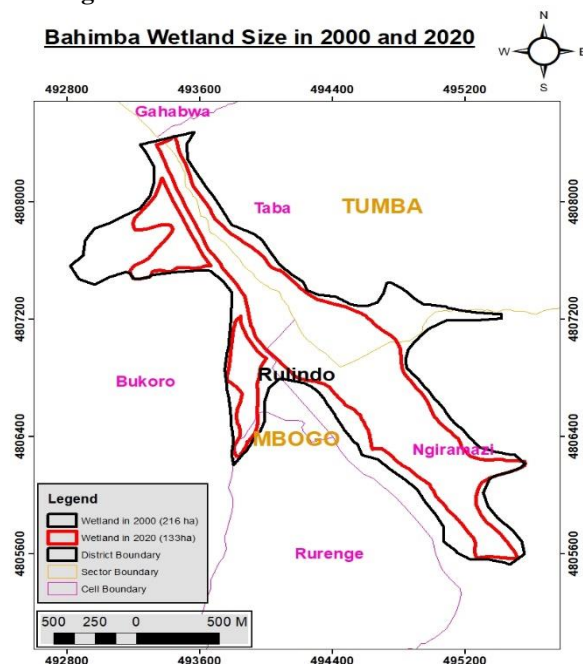 Bahimba Wetland Size in 2000 and 2020
N
W E
S
492800 493600 494400 495200
Gahabwa
4808000 4808000
Taba
TUMBA
4807200 4807200
Bukoro
Rulindo
4806400 4806400
MBOGO
Ngiramazi
Legend
Wetland in 2000 (216 ha)
Wetland in 2020 (133ha)
District Boundary
Sector Boundary
Cell Boundary
4805600 4805600
Rurenge
500 250 0 500 M
492800 493600 494400 495200